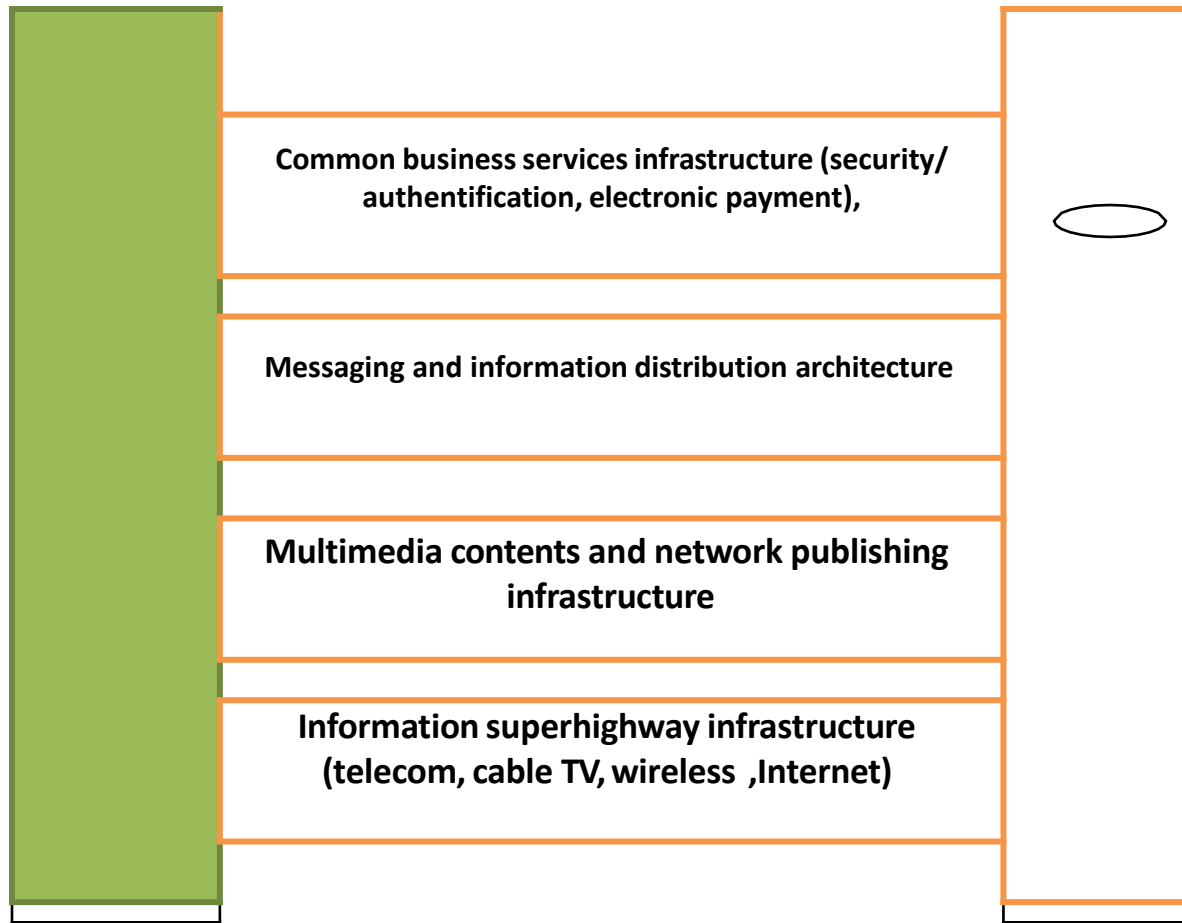 Common business services infrastructure (security/
authentification, electronic payment),
Messaging and information distribution architecture
Multimedia contents and network publishing
infrastructure
Information superhighway infrastructure
(telecom, cable TV, wireless ,Internet)